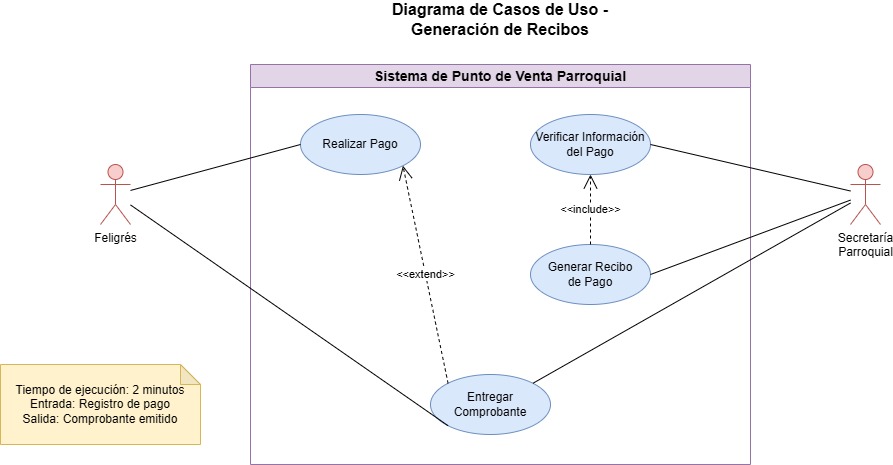 Diagrama de Casos de Uso -
Generación de Recibos
Sistema de Punto de Venta Parroquial
Realizar Pago
Verificar Información
del Pago
Feligrés
<<include>>
Secretaría
Parroquial
<<extend>>
Generar Recibo
de Pago
Tiempo de ejecución: 2 minutos
Entrada: Registro de pago
Salida: Comprobante emitido
Entregar
Comprobante